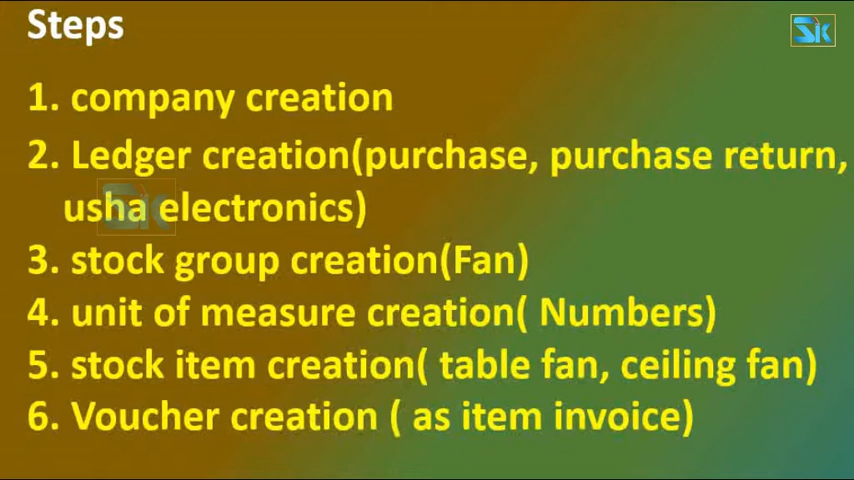 Steps
SK
1. company creation
2. Ledger creation(purchase, purchase return,
usha electronics)
3. stock group creation(Fan)
4. unit of measure creation( Numbers)
5. stock item creation( table fan, ceiling fan)
6. Voucher creation ( as item invoice)